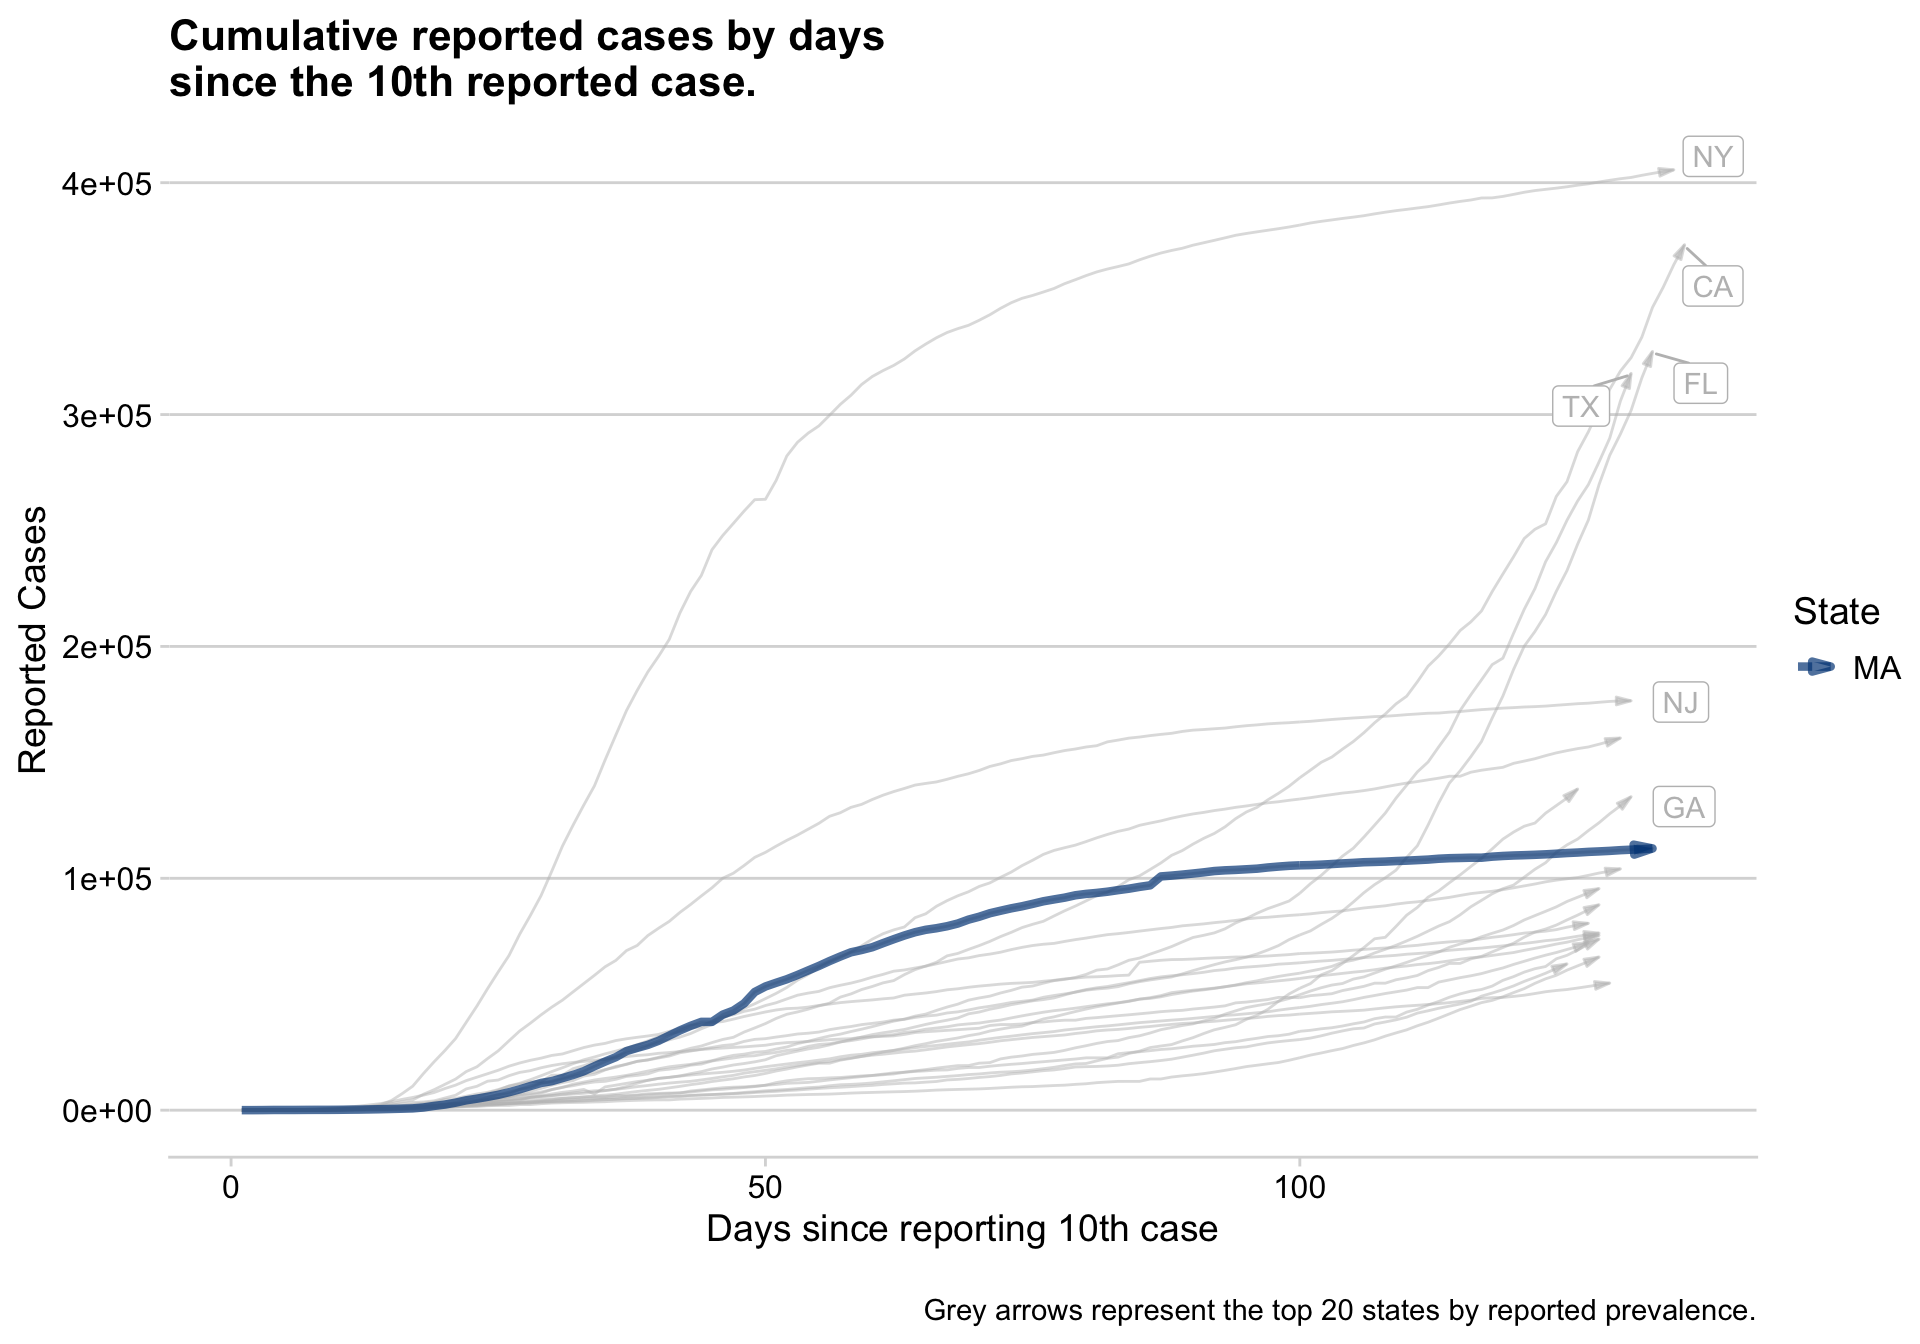 Cumulative reported cases by days
since the 10th reported case.
NY
4e+05
CA
FL
TX
3e+05
Reported Cases
State
2e+05
MA
NJ
GA
1e+05
0e+00
0 50 100
Days since reporting 10th case
Grey arrows represent the top 20 states by reported prevalence.